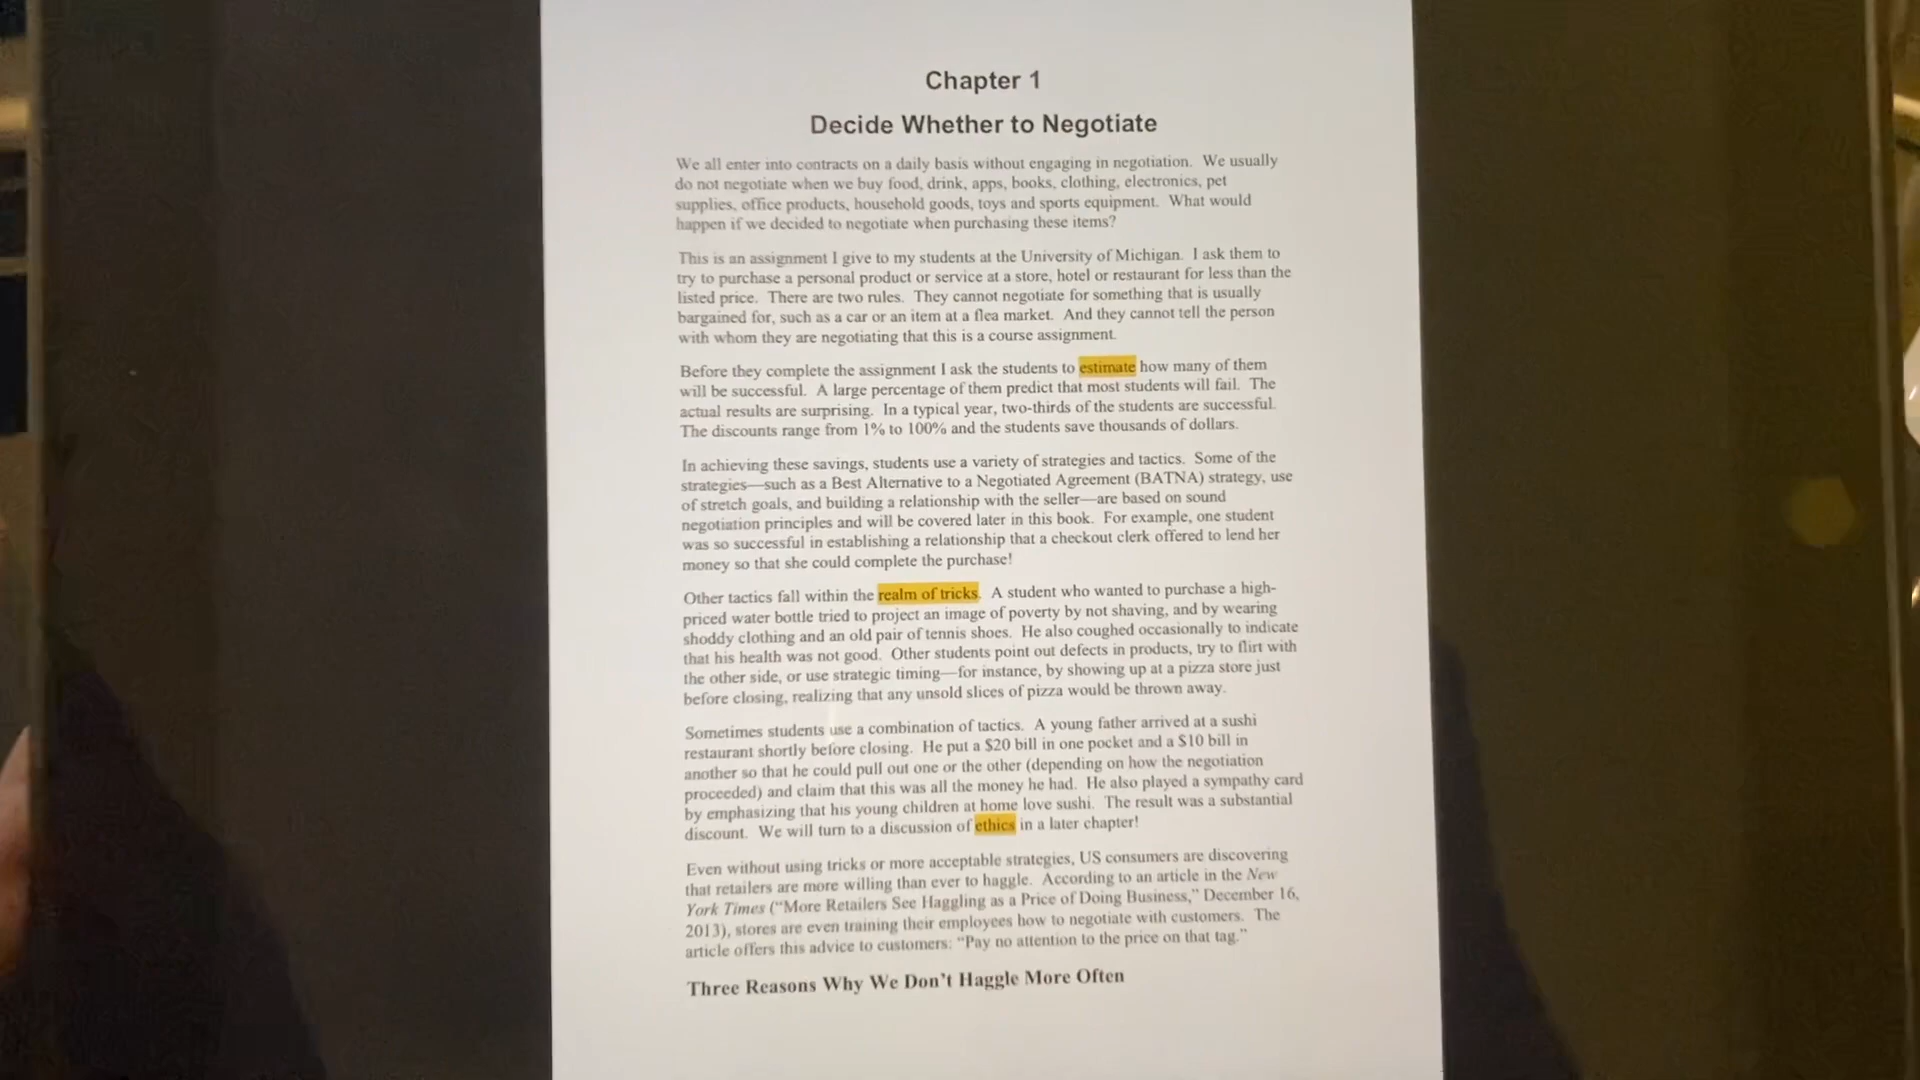 Chapter 1
Decide Whether to Negotiate
We all enter into contracts on a daily basis without engaging in negotiation. We usually
do not negotiate when we buy food, drink, apps, books, clothing, electronics, pet
supplies, office products, household goods, toys and sports equipment. What would
happen if we decided to negotiate when purchasing these items?
This is an assignment I give to my students at the University of Michigan. I ask them to
try to purchase a personal product or service at a store, hotel or restaurant for less than the
listed price. There are two rules. They cannot negotiate for something that is usually
bargained for, such as a car or an item at a flea market. And they cannot tell the person
with whom they are negotiating that this is a course assignment.
Before they complete the assignment I ask the students to estimate how many of them
will be successful. A large percentage of them predict that most students will fail. The
actual results are surprising. In a typical year, two-thirds of the students are successful.
The discounts range from 1% to 100% and the students save thousands of dollars.
In achieving these savings, students use a variety of strategies and tactics. Some of the
strategies—such as a Best Alternative to a Negotiated Agreement (BATNA) strategy, use
of stretch goals, and building a relationship with the seller—are based on sound
negotiation principles and will be covered later in this book. For example, one student
was so successful in establishing a relationship that a checkout clerk offered to lend her
money so that she could complete the purchase!
Other tactics fall within the realm of tricks. A student who wanted to purchase a high-
priced water bottle tried to project an image of poverty by not shaving, and by wearing
shoddy clothing and an old pair of tennis shoes. He also coughed occasionally to indicate
that his health was not good. Other students point out defects in products, try to flirt with
the other side, or use strategic timing—for instance, by showing up at a pizza store just
before closing, realizing that any unsold slices of pizza would be thrown away.
Sometimes students use a combination of tactics. A young father arrived at a sushi
restaurant shortly before closing. He put a $20 bill in one pocket and a $10 bill in
another so that he could pull out one or the other (depending on how the negotiation
proceeded) and claim that this was all the money he had. He also played a sympathy card
by emphasizing that his young children at home love sushi. The result was a substantial
discount. We will turn to a discussion of ethics in a later chapter!
Even without using tricks or more acceptable strategies, US consumers are discovering
that retailers are more willing than ever to haggle. According to an article in the New
York Times (“More Retailers See Haggling as a Price of Doing Business,” December 16,
2013), stores are even training their employees how to negotiate with customers. The
article offers this advice to customers: “Pay no attention to the price on that tag.”
Three Reasons Why We Don’t Haggle More Often